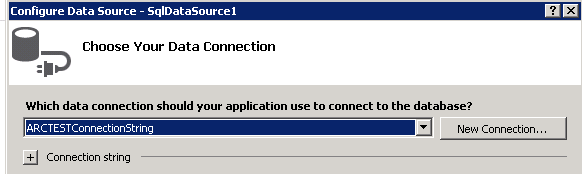 Configure Data Source - SqlDataSource1
Choose Your Data Connection
Which data connection should your application use to connect to the database?
ARCTESTConnectionString
New Connection...
Connection string